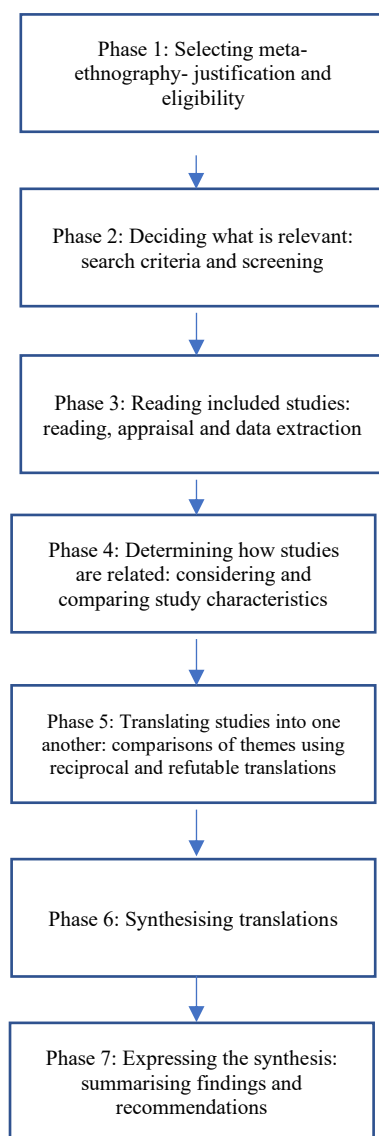 Phase 1: Selecting meta-
ethnography- justification and
eligibility
Phase 2: Deciding what is relevant:
search criteria and screening
Phase 3: Reading included studies:
reading, appraisal and data extraction
Phase 4: Determining how studies
are related: considering and
comparing study characteristics
Phase 5: Translating studies into one
another: comparisons of themes using
reciprocal and refutable translations
Phase 6: Synthesising translations
Phase 7: Expressing the synthesis:
summarising findings and
recommendations